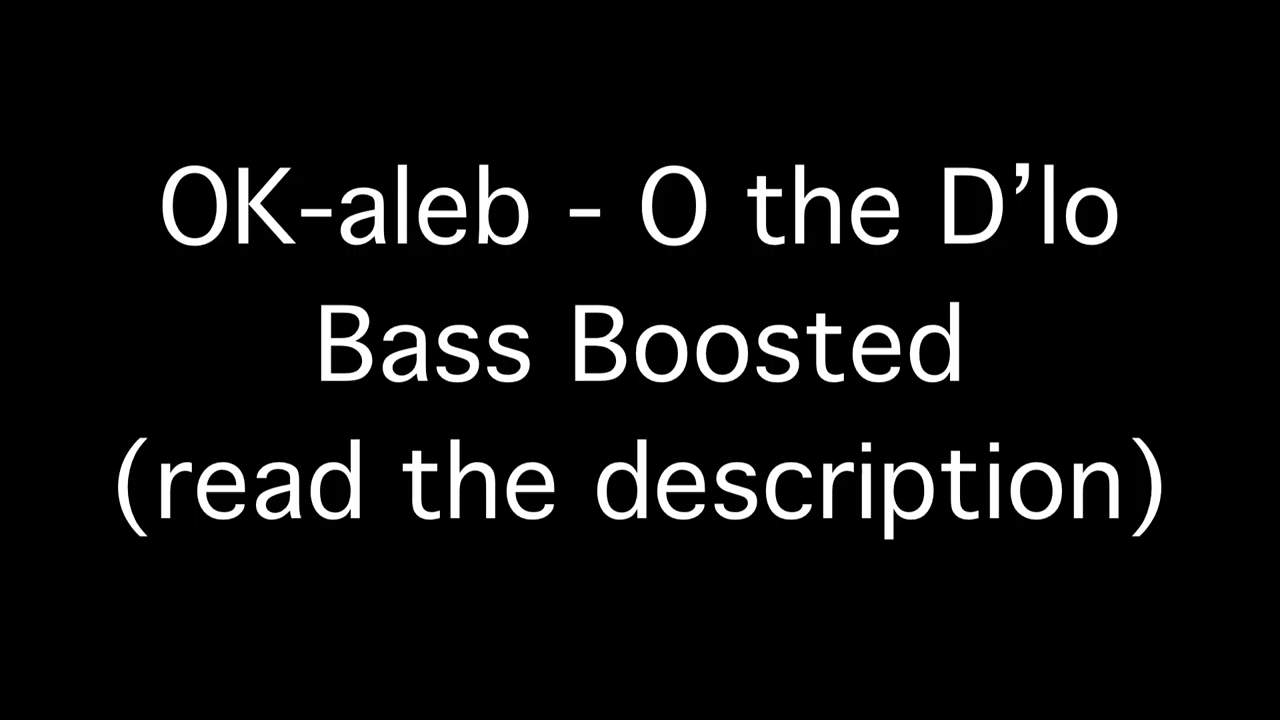 OK-aleb - O the D’lo
Bass Boosted
(read the description)